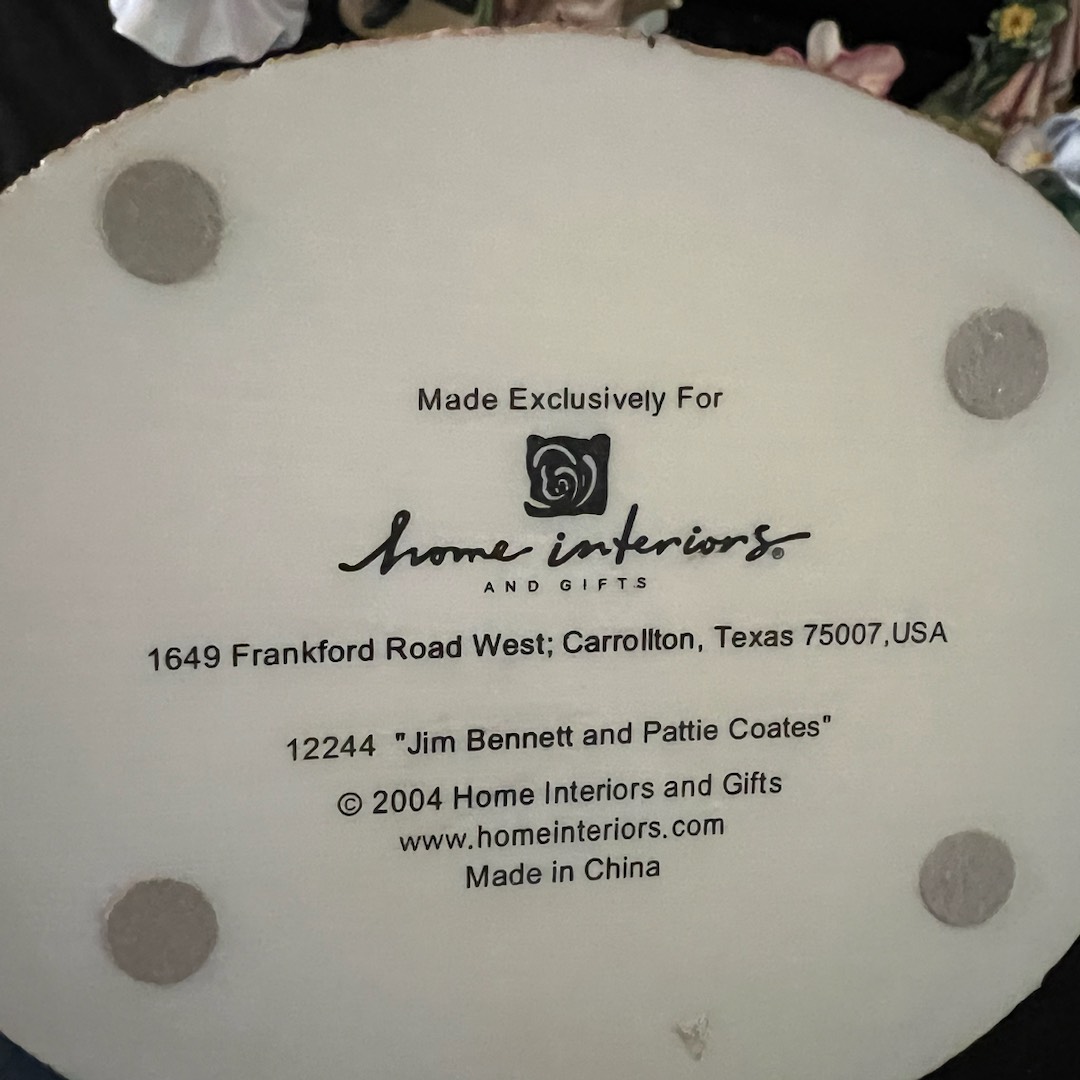 Made Exclusively For
home interiors®
AND GIFTS
1649 Frankford Road West; Carrollton, Texas 75007,USA
12244 "Jim Bennett and Pattie Coates"
© 2004 Home Interiors and Gifts
www.homeinteriors.com
Made in China